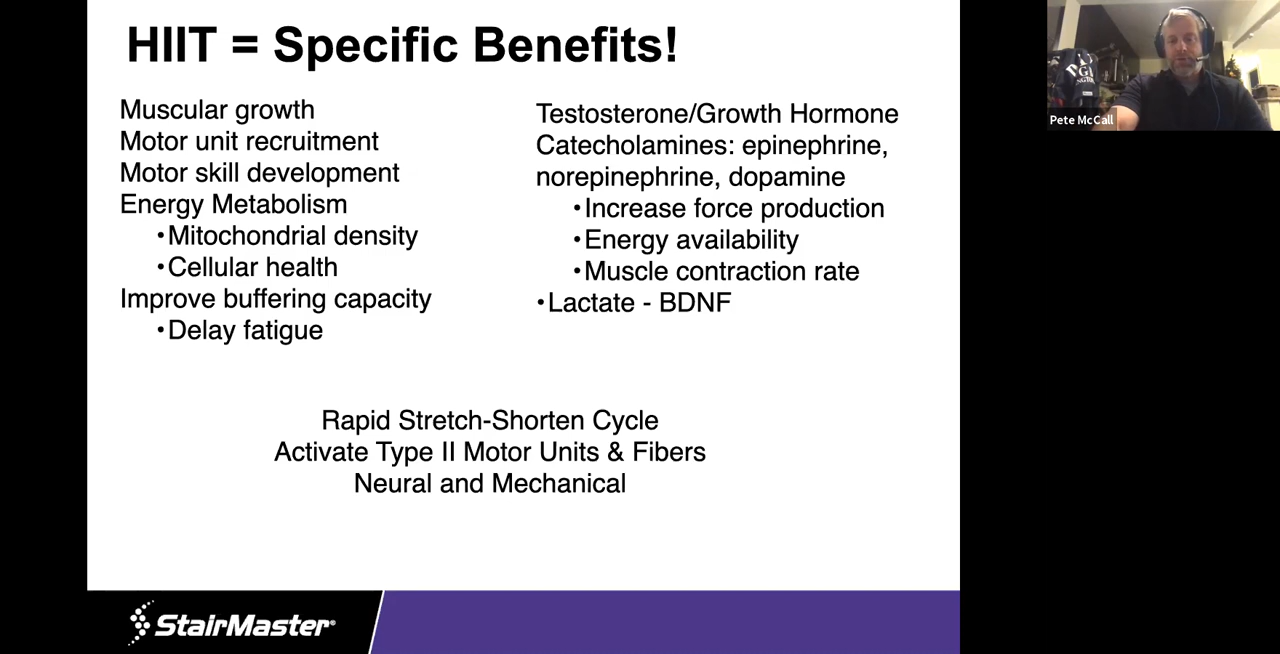 HIIT = Specific Benefits!
Muscular growth
Motor unit recruitment
Motor skill development
Energy Metabolism
•Mitochondrial density
•Cellular health
Improve buffering capacity
•Delay fatigue
Testosterone/Growth Hormone
Catecholamines: epinephrine,
norepinephrine, dopamine
•Increase force production
•Energy availability
•Muscle contraction rate
•Lactate - BDNF
Rapid Stretch-Shorten Cycle
Activate Type II Motor Units & Fibers
Neural and Mechanical
StairMaster®
Pete McCall